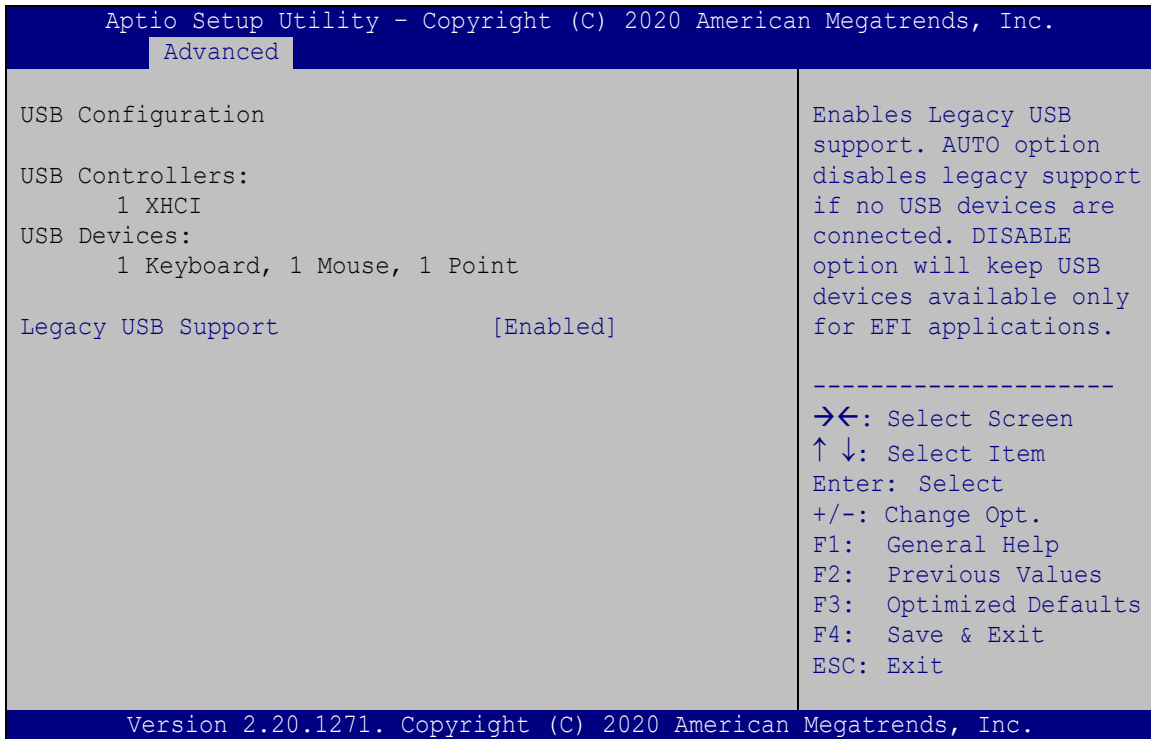 Aptio Setup Utility – Copyright (C) 2020 American Megatrends, Inc.
Advanced
USB Configuration
USB Controllers:
1 XHCI
USB Devices:
1 Keyboard, 1 Mouse, 1 Point
Legacy USB Support [Enabled]
Enables Legacy USB
support. AUTO option
disables legacy support
if no USB devices are
connected. DISABLE
option will keep USB
devices available only
for EFI applications.
---------------------
→←: Select Screen
↑ ↓: Select Item
Enter: Select
+/-: Change Opt.
F1: General Help
F2: Previous Values
F3: Optimized Defaults
F4: Save & Exit
ESC: Exit
Version 2.20.1271. Copyright (C) 2020 American Megatrends, Inc.